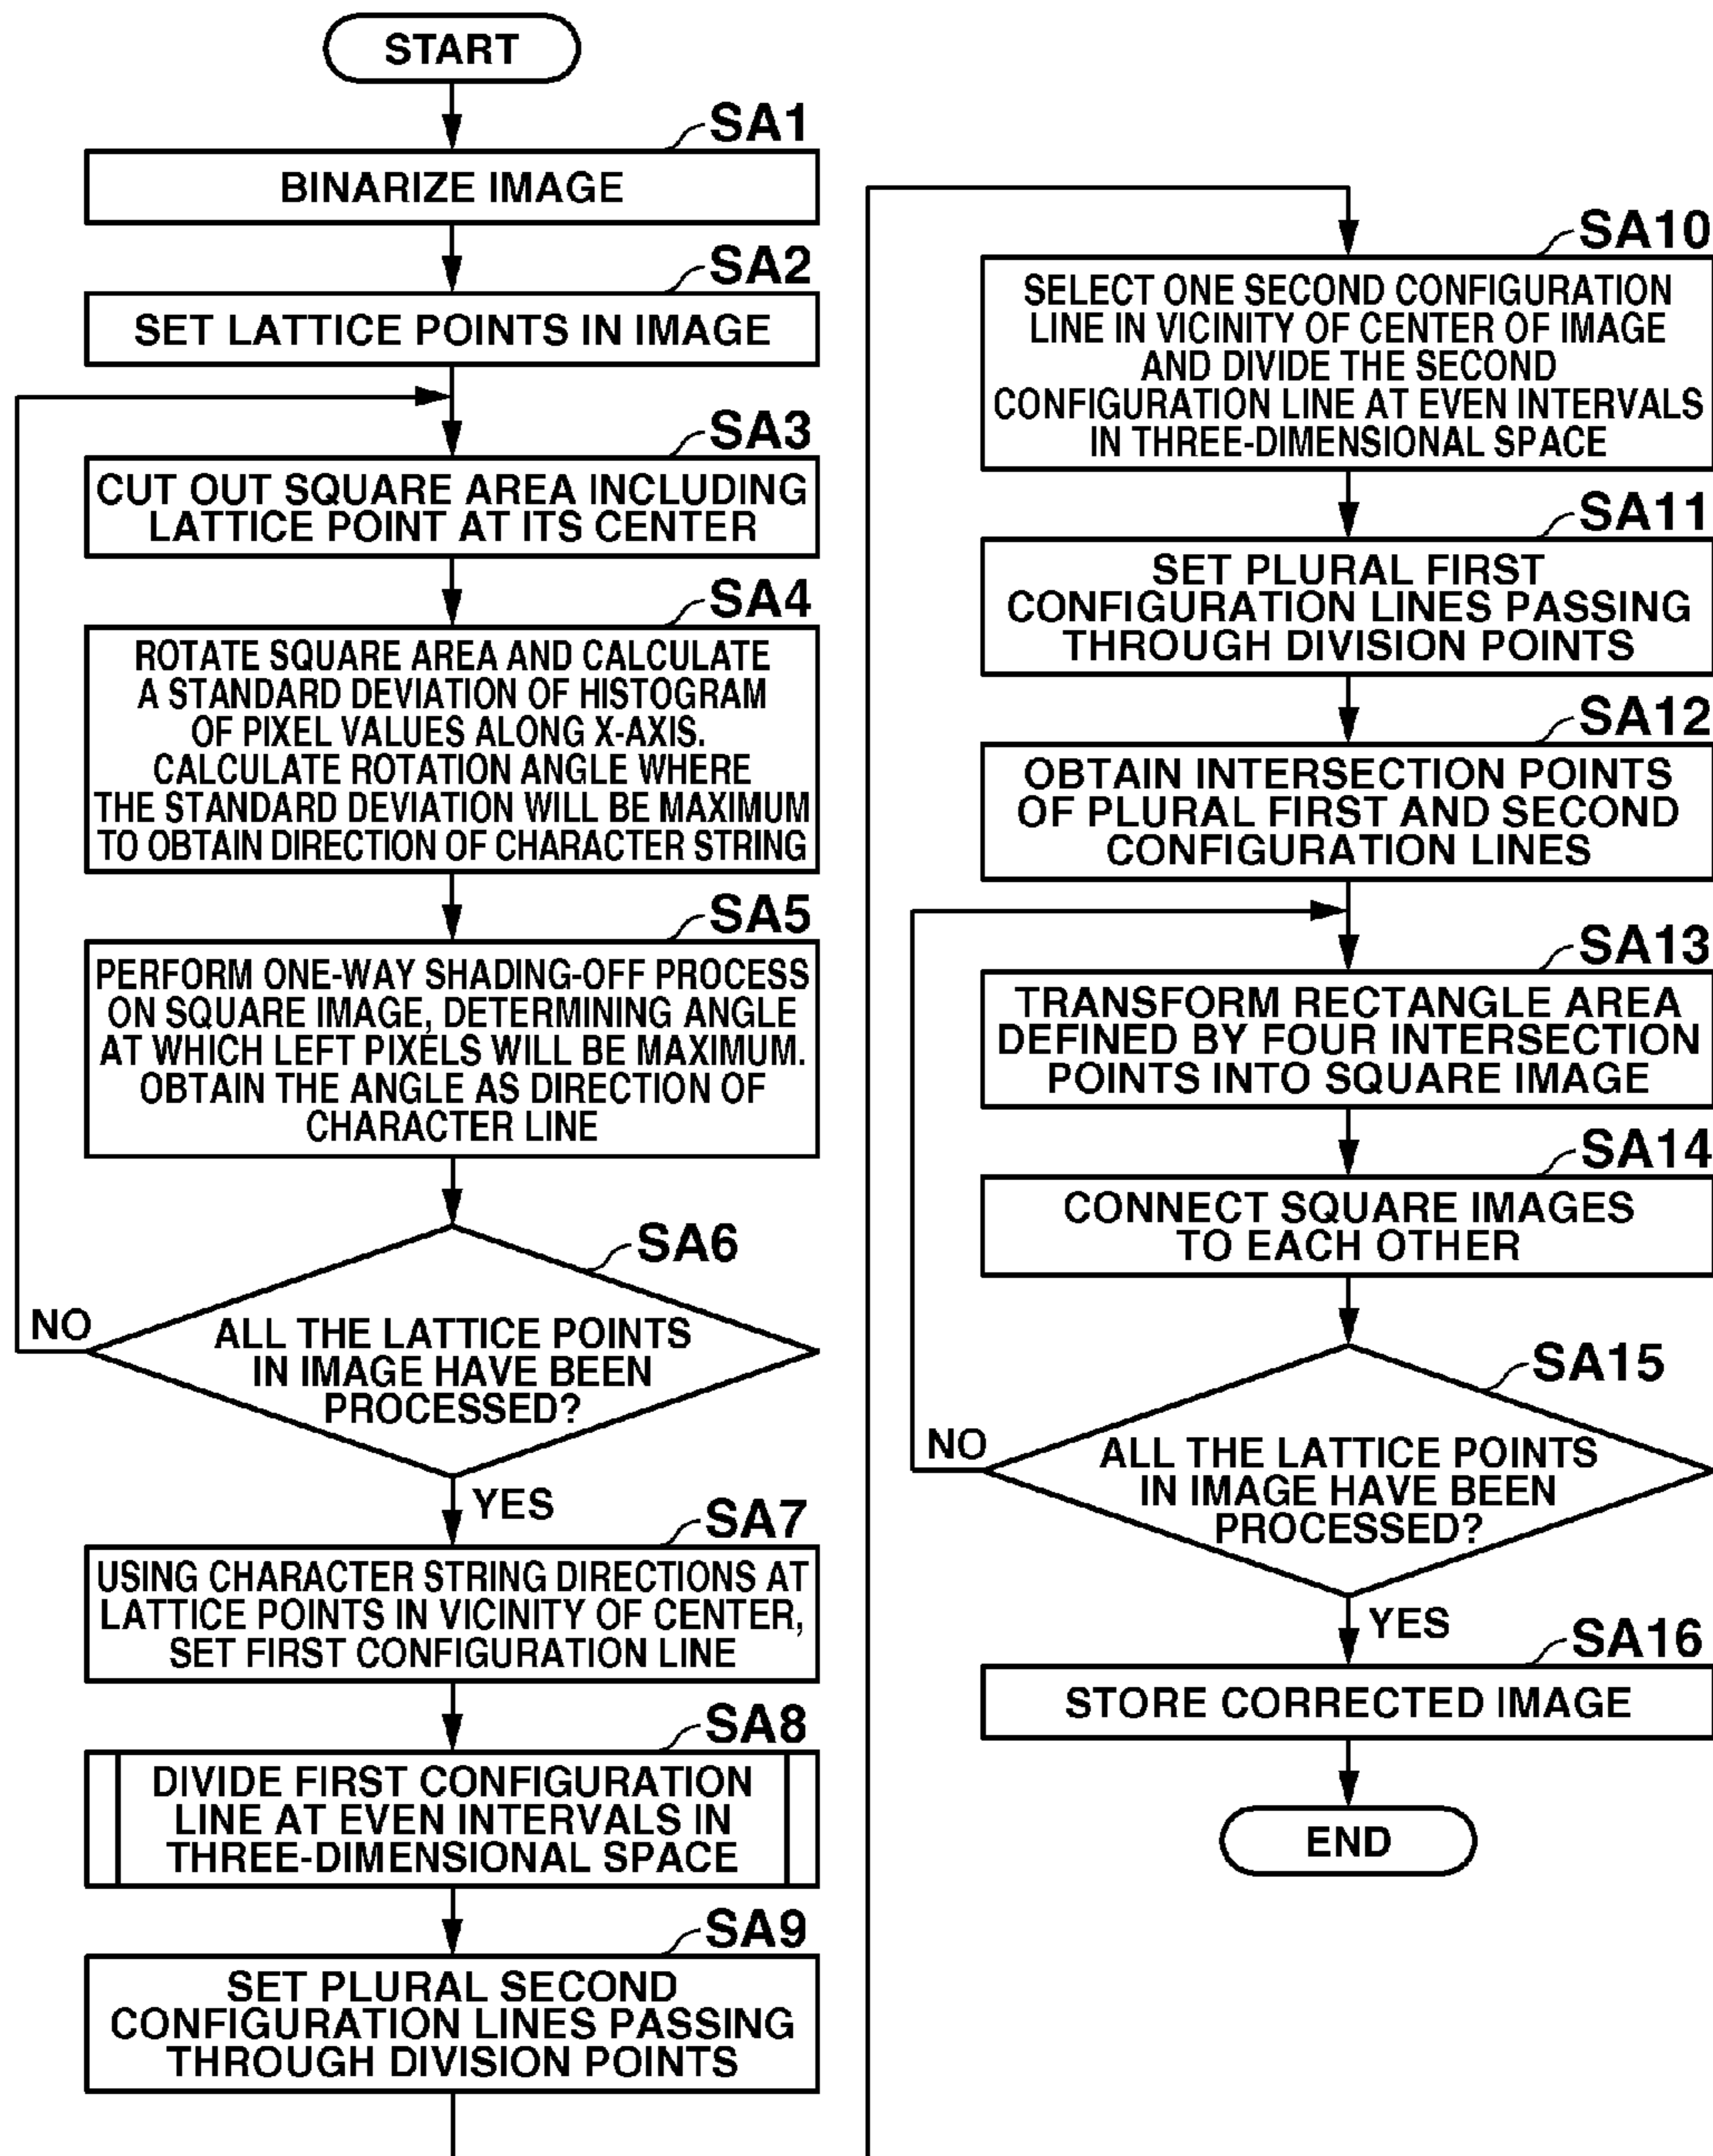 START
SA1
BINARIZE IMAGE
SA2
SET LATTICE POINTS IN IMAGE
SA3
CUT OUT SQUARE AREA INCLUDING
LATTICE POINT AT ITS CENTER
SA4
ROTATE SQUARE AREA AND CALCULATE
A STANDARD DEVIATION OF HISTOGRAM
OF PIXEL VALUES ALONG X-AXIS.
CALCULATE ROTATION ANGLE WHERE
THE STANDARD DEVIATION WILL BE MAXIMUM
TO OBTAIN DIRECTION OF CHARACTER STRING
SA5
PERFORM ONE-WAY SHADING-OFF PROCESS
ON SQUARE IMAGE, DETERMINING ANGLE
AT WHICH LEFT PIXELS WILL BE MAXIMUM.
OBTAIN THE ANGLE AS DIRECTION OF
CHARACTER LINE
SA6
NO
ALL THE LATTICE POINTS
IN IMAGE HAVE BEEN
PROCESSED?
YES
SA7
USING CHARACTER STRING DIRECTIONS AT
LATTICE POINTS IN VICINITY OF CENTER,
SET FIRST CONFIGURATION LINE
SA8
DIVIDE FIRST CONFIGURATION
LINE AT EVEN INTERVALS IN
THREE-DIMENSIONAL SPACE
SA9
SET PLURAL SECOND
CONFIGURATION LINES PASSING
THROUGH DIVISION POINTS
SA10
SELECT ONE SECOND CONFIGURATION
LINE IN VICINITY OF CENTER OF IMAGE
AND DIVIDE THE SECOND
CONFIGURATION LINE AT EVEN INTERVALS
IN THREE-DIMENSIONAL SPACE
SA11
SET PLURAL FIRST
CONFIGURATION LINES PASSING
THROUGH DIVISION POINTS
SA12
OBTAIN INTERSECTION POINTS
OF PLURAL FIRST AND SECOND
CONFIGURATION LINES
SA13
TRANSFORM RECTANGLE AREA
DEFINED BY FOUR INTERSECTION
POINTS INTO SQUARE IMAGE
SA14
CONNECT SQUARE IMAGES
TO EACH OTHER
SA15
NO
ALL THE LATTICE POINTS
IN IMAGE HAVE BEEN
PROCESSED?
YES
SA16
STORE CORRECTED IMAGE
END